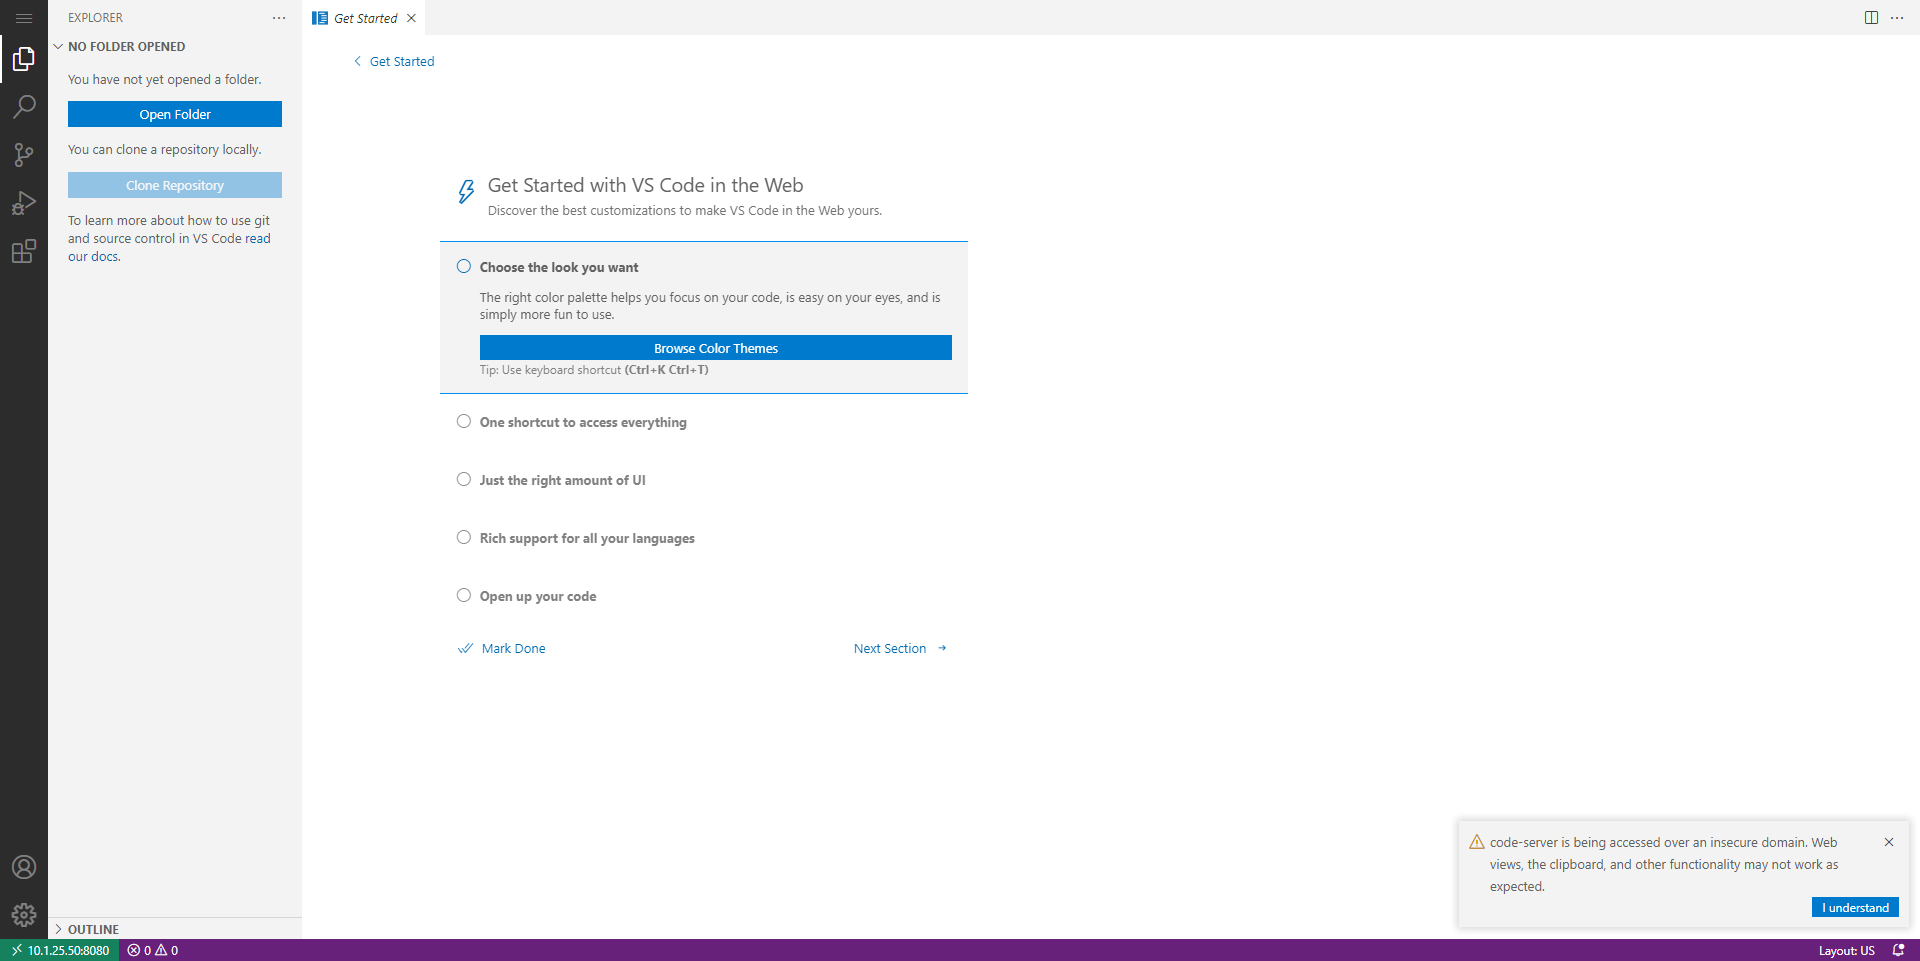 EXPLORER
NO FOLDER OPENED
You have not yet opened a folder.
Open Folder
You can clone a repository locally.
Clone Repository
To learn more about how to use git
and source control in VS Code read
our docs.
OUTLINE
Get Started
Get Started
Get Started with VS Code in the Web
Discover the best customizations to make VS Code in the Web yours.
Choose the look you want
The right color palette helps you focus on your code, is easy on your eyes, and is
simply more fun to use.
Browse Color Themes
Tip: Use keyboard shortcut (Ctrl+K Ctrl+T)
One shortcut to access everything
Just the right amount of UI
Rich support for all your languages
Open up your code
Mark Done
Next Section
code-server is being accessed over an insecure domain. Web
views, the clipboard, and other functionality may not work as
expected.
I understand
10.1.25.50:8080
0
0
Layout: US